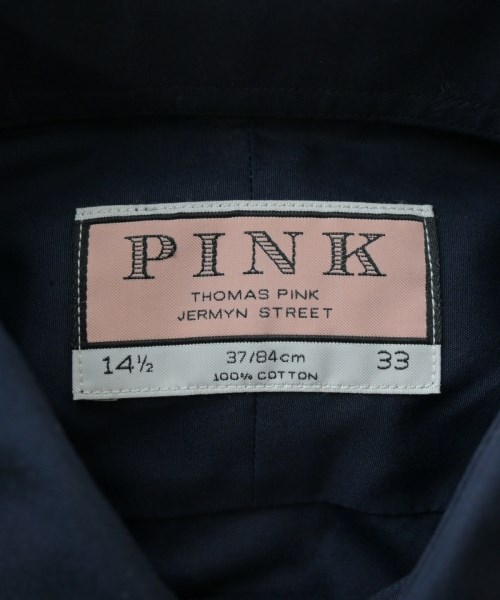 PINK
THOMAS PINK
JERMYN STREET
14½ 37/84cm 33
100% COTTON